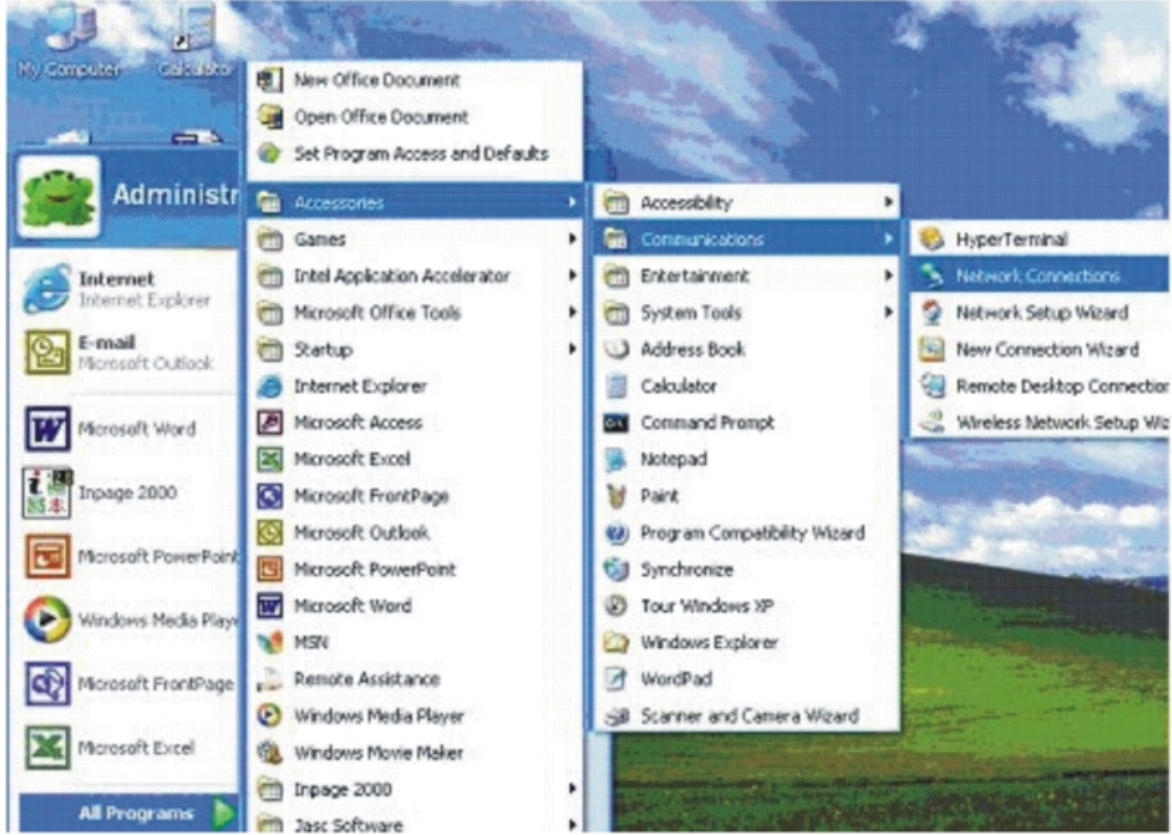 My Computer
Calculator
Administr
Internet
Internet Explorer
E-mail
Microsoft Outlook
Microsoft Word
Inpage 2000
Microsoft PowerPoint
Windows Media Play
Microsoft FrontPage
Microsoft Excel
All Programs
New Office Document
Open Office Document
Set Program Access and Defaults
Accessories
Games
Intel Application Accelerator
Microsoft Office Tools
Startup
Internet Explorer
Microsoft Access
Microsoft Excel
Microsoft FrontPage
Microsoft Outlook
Microsoft PowerPoint
Microsoft Word
MSN
Remote Assistance
Windows Media Player
Windows Movie Maker
Inpage 2000
Jasc Software
Accessibility
Communications
Entertainment
System Tools
Address Book
Calculator
Command Prompt
Notepad
Paint
Program Compatibility Wizard
Synchronize
Tour Windows XP
Windows Explorer
WordPad
Scanner and Camera Wizard
HyperTerminal
Network Connections
Network Setup Wizard
New Connection Wizard
Remote Desktop Connection
Wireless Network Setup Wiz